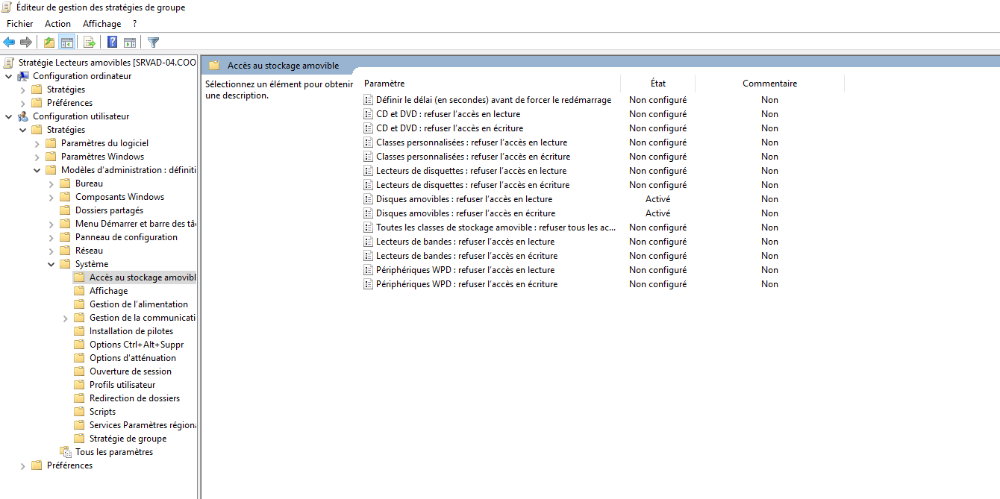 Éditeur de gestion des stratégies de groupe
Fichier Action Affichage ?
Stratégie Lecteurs amovibles [SRVAD-04.COO
Configuration ordinateur
Stratégies
Préférences
Configuration utilisateur
Stratégies
Paramètres du logiciel
Paramètres Windows
Modèles d'administration : définiti
Bureau
Composants Windows
Dossiers partagés
Menu Démarrer et barre des tâc
Panneau de configuration
Réseau
Système
Accès au stockage amovibl
Affichage
Gestion de l'alimentation
Gestion de la communicati
Installation de pilotes
Options Ctrl+Alt+Suppr
Options d'atténuation
Ouverture de session
Profils utilisateur
Redirection de dossiers
Scripts
Services Paramètres régiona
Stratégie de groupe
Tous les paramètres
Préférences
Accès au stockage amovible
Sélectionnez un élément pour obtenir
une description.
Paramètre État Commentaire
Définir le délai (en secondes) avant de forcer le redémarrage Non configuré Non
CD et DVD : refuser l'accès en lecture Non configuré Non
CD et DVD : refuser l'accès en écriture Non configuré Non
Classes personnalisées : refuser l'accès en lecture Non configuré Non
Classes personnalisées : refuser l'accès en écriture Non configuré Non
Lecteurs de disquettes : refuser l'accès en lecture Non configuré Non
Lecteurs de disquettes : refuser l'accès en écriture Non configuré Non
Disques amovibles : refuser l'accès en lecture Activé Non
Disques amovibles : refuser l'accès en écriture Activé Non
Toutes les classes de stockage amovible : refuser tous les ac... Non configuré Non
Lecteurs de bandes : refuser l'accès en lecture Non configuré Non
Lecteurs de bandes : refuser l'accès en écriture Non configuré Non
Périphériques WPD : refuser l'accès en lecture Non configuré Non
Périphériques WPD : refuser l'accès en écriture Non configuré Non